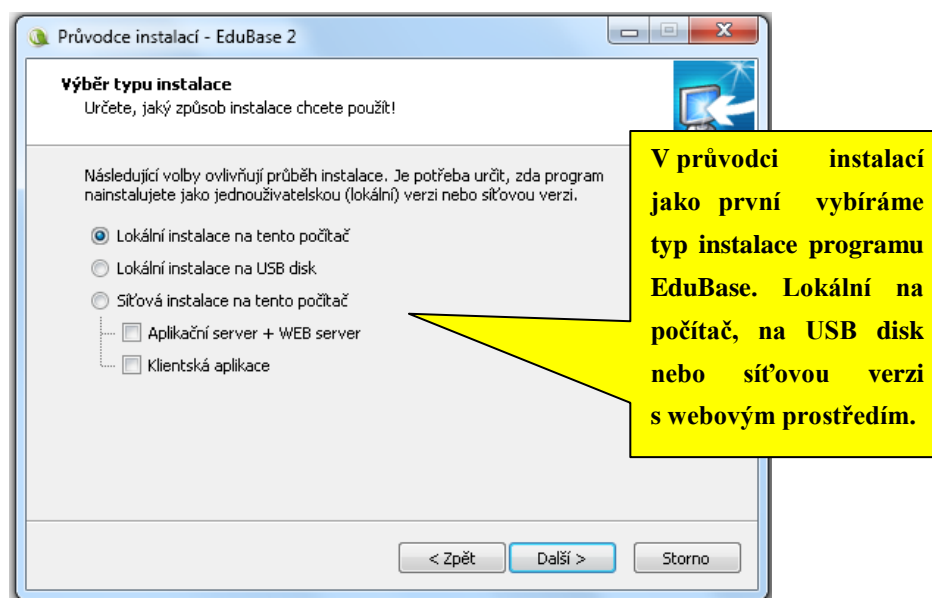 Průvodce instalací - EduBase 2
Výběr typu instalace
Určete, jaký způsob instalace chcete použít!
Následující volby ovlivňují průběh instalace. Je potřeba určit, zda program
nainstalujete jako jednouživatelskou (lokální) verzi nebo síťovou verzi.
Lokální instalace na tento počítač
Lokální instalace na USB disk
Síťová instalace na tento počítač
Aplikační server + WEB server
Klientská aplikace
V průvodci instalací
jako první vybíráme
typ instalace programu
EduBase. Lokální na
počítač, na USB disk
nebo síťovou verzi
s webovým prostředím.
< Zpět
Další >
Storno